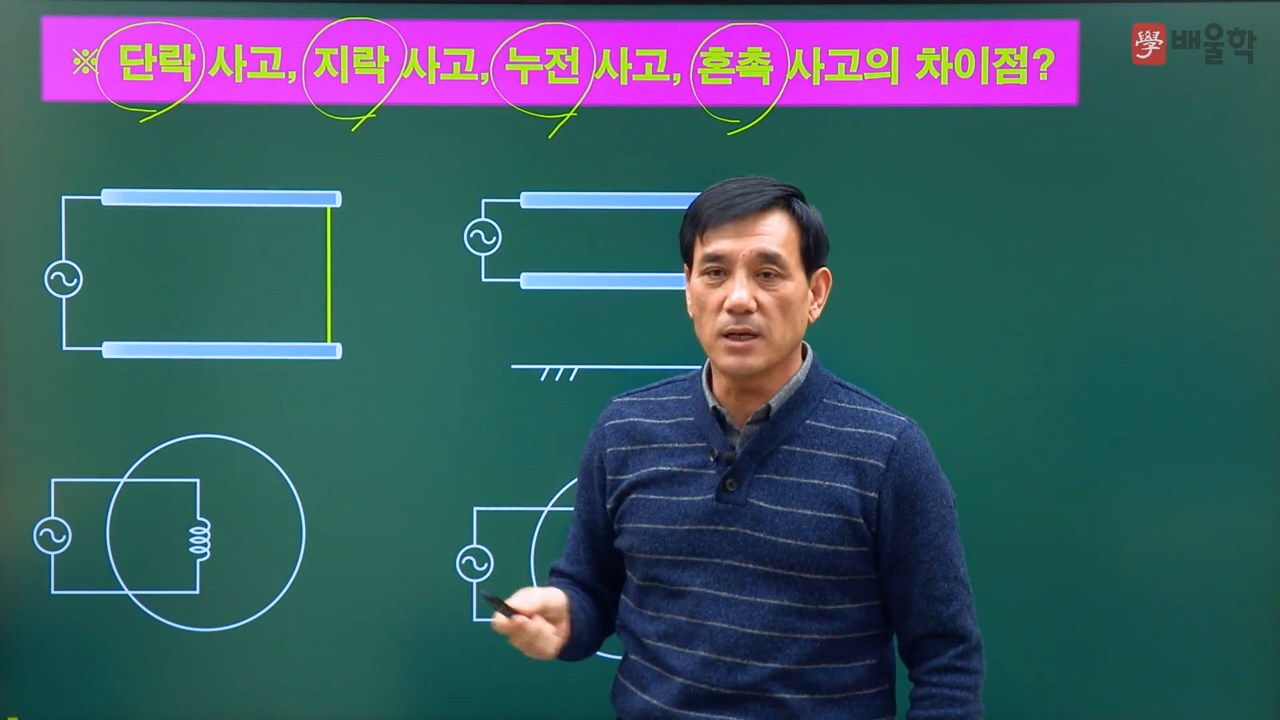 ※ 단락 사고, 지락 사고, 누전 사고, 혼촉 사고의 차이점?
學 배울학